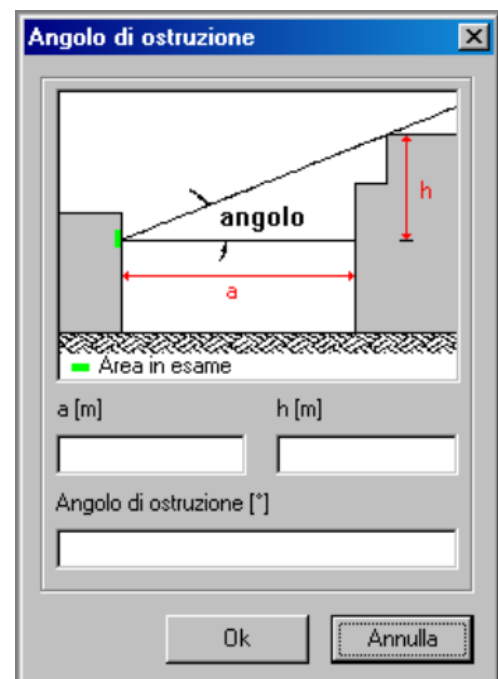 Angolo di ostruzione
h
angolo
a
Area in esame
a [m] h [m]
Angolo di ostruzione [°]
Ok Annulla